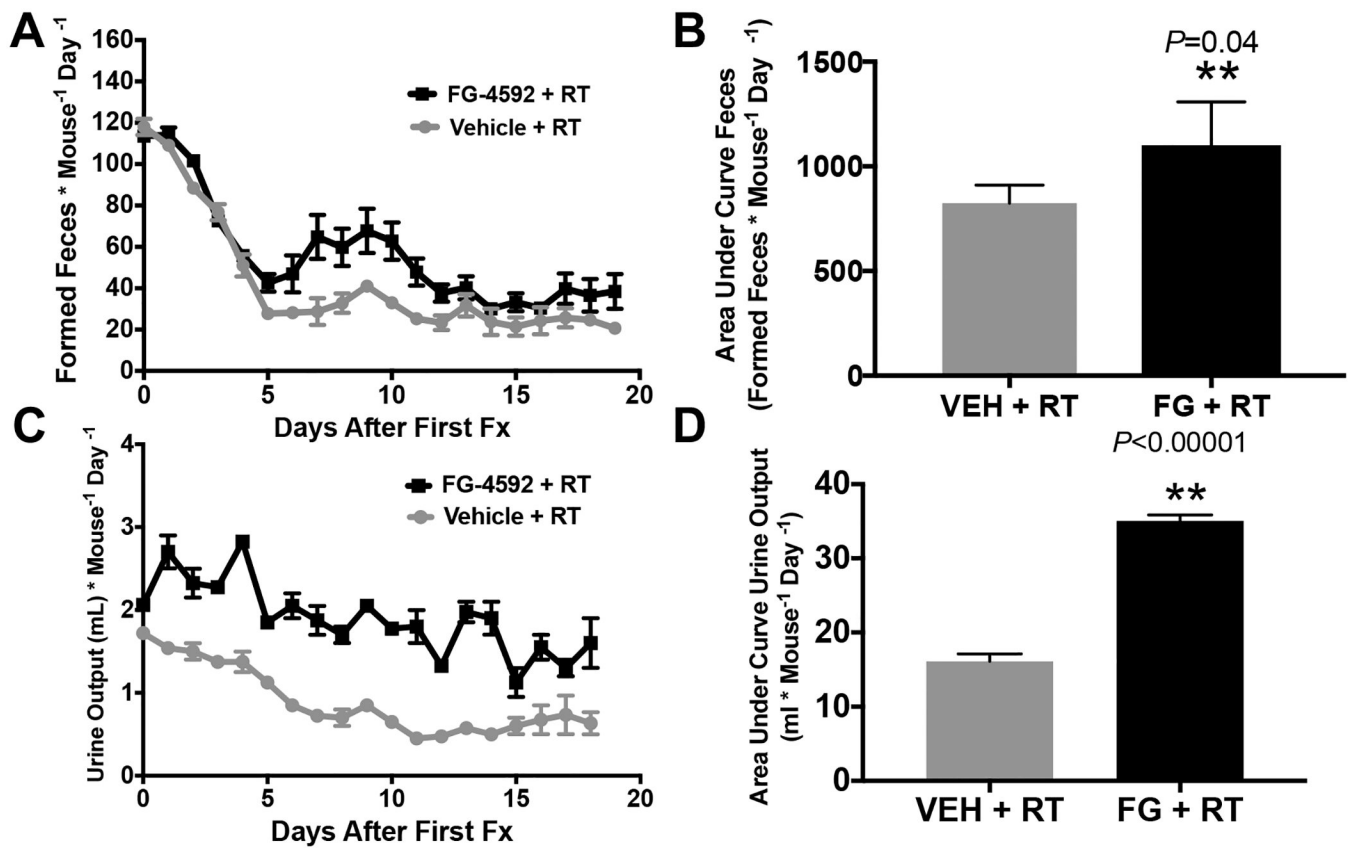 A
Formed Feces * Mouse-1 Day -1
160
140
120
100
80
60
40
20
0
FG-4592 + RT
Vehicle + RT
0 5 10 15 20
Days After First Fx
B
Area Under Curve Feces
(Formed Feces * Mouse-1 Day -1)
P=0.04
**
1500
1000
500
0
VEH + RT FG + RT
C
Urine Output (mL) * Mouse-1 Day -1
4
3
2
1
0
FG-4592 + RT
Vehicle + RT
0 5 10 15 20
Days After First Fx
D
Area Under Curve Urine Output
(ml * Mouse-1 Day -1)
P<0.00001
**
40
30
20
10
0
VEH + RT FG + RT